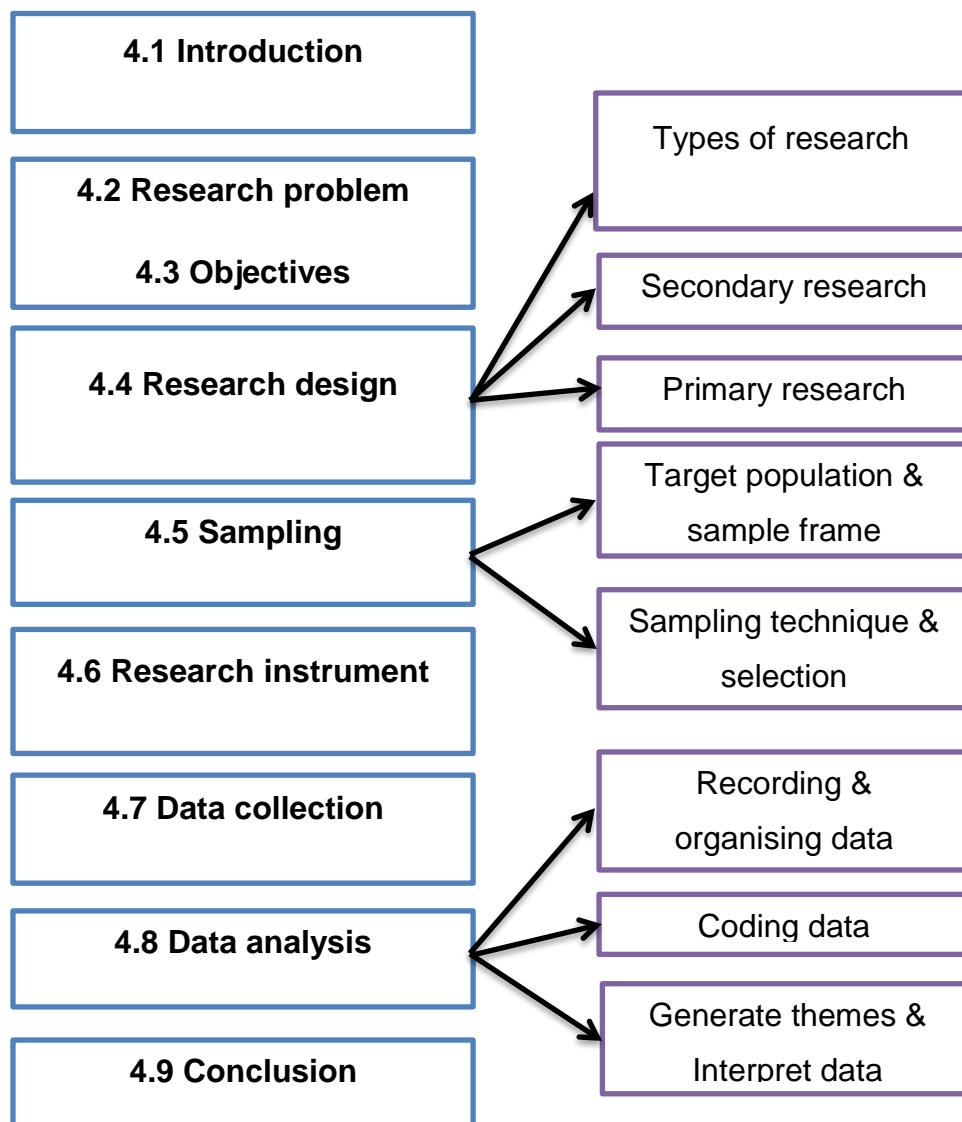 4.1 Introduction
4.2 Research problem
4.3 Objectives
4.4 Research design
Types of research
Secondary research
Primary research
4.5 Sampling
Target population &
sample frame
Sampling technique &
selection
4.6 Research instrument
4.7 Data collection
4.8 Data analysis
Recording &
organising data
Coding data
Generate themes &
Interpret data
4.9 Conclusion